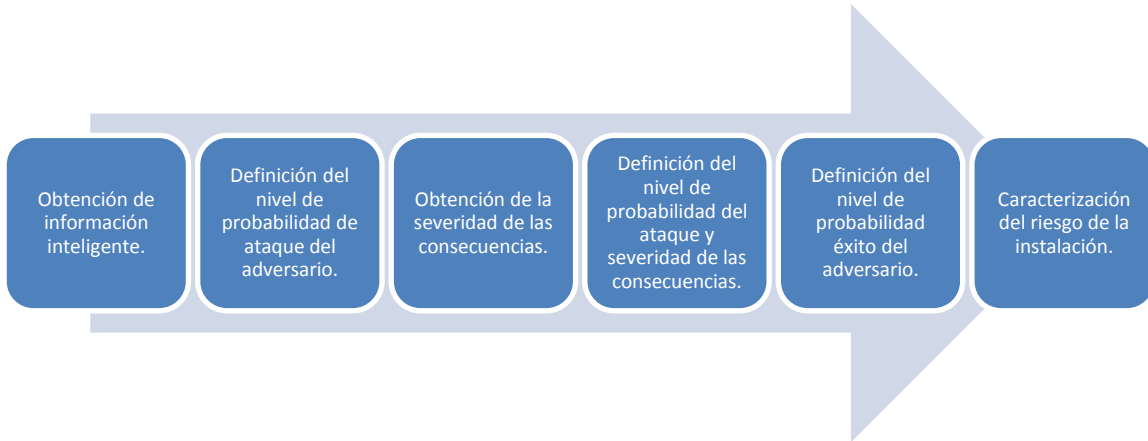 Obtención de
información
inteligente.
Definición del
nivel de
probabilidad de
ataque del
adversario.
Obtención de la
severidad de las
consecuencias.
Definición del
nivel de
probabilidad del
ataque y
severidad de las
consecuencias.
Definición del
nivel de
probabilidad
éxito del
adversario.
Caracterización
del riesgo de la
instalación.